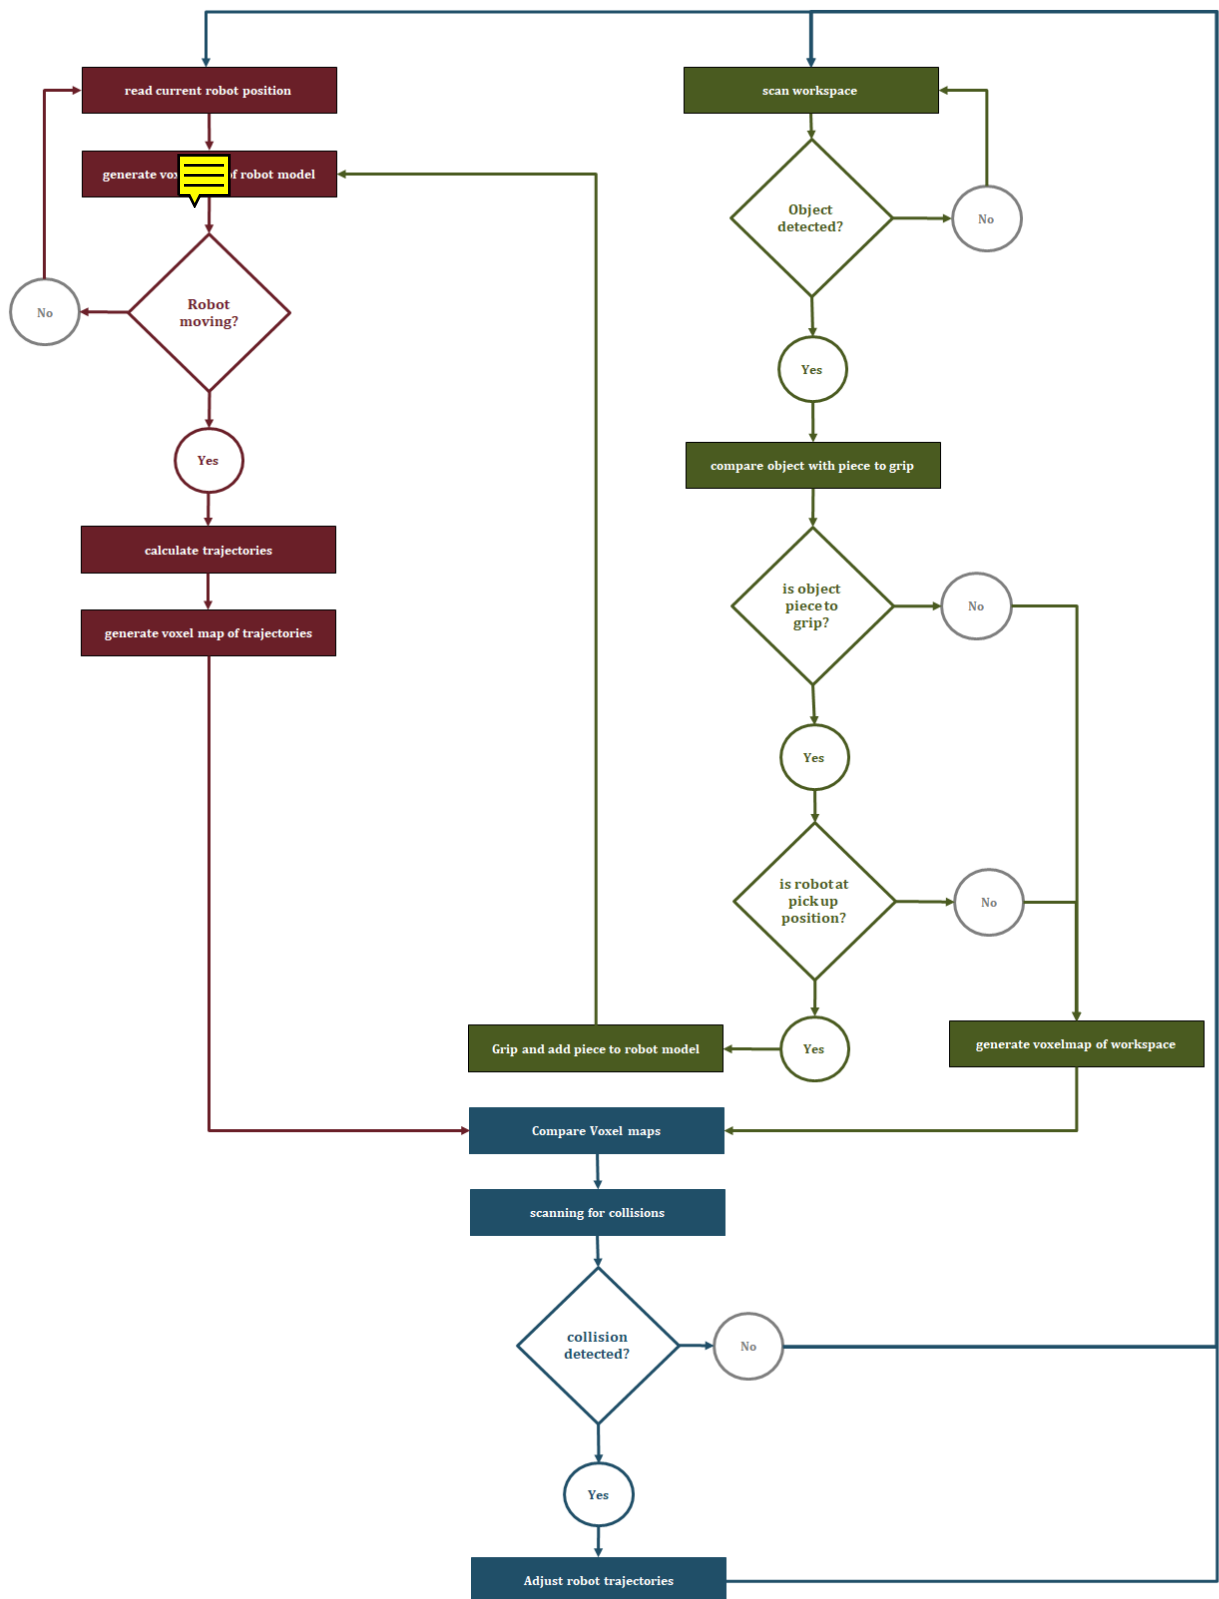 read current robot position
generate vox f of robot model
Robot
moving?
No
Yes
calculate trajectories
generate voxel map of trajectories
scan workspace
Object
detected?
No
Yes
compare object with piece to grip
is object
piece to
grip?
No
Yes
is robot at
pick up
position?
No
Yes
Grip and add piece to robot model
generate voxelmap of workspace
Compare Voxel maps
scanning for collisions
collision
detected?
No
Yes
Adjust robot trajectories